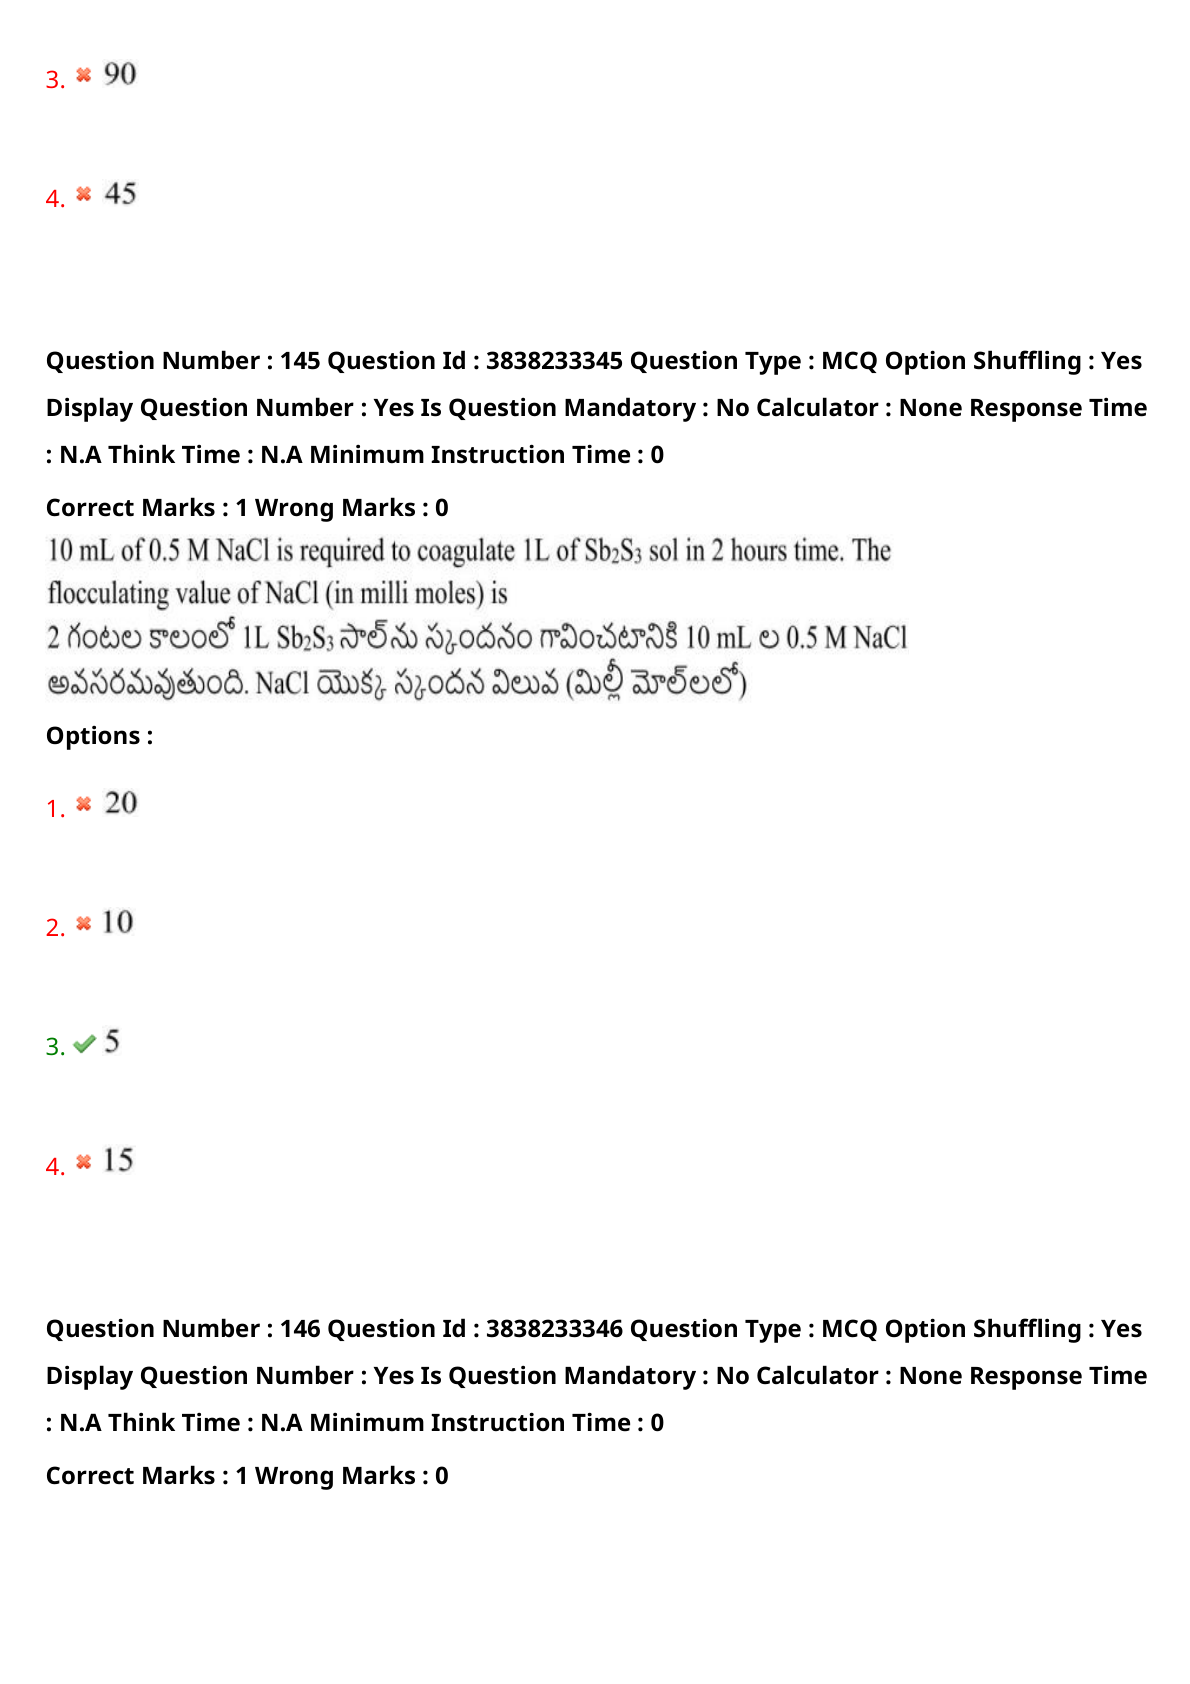 3. 90
4. 45
Question Number : 145 Question Id : 3838233345 Question Type : MCQ Option Shuffling : Yes
Display Question Number : Yes Is Question Mandatory : No Calculator : None Response Time
: N.A Think Time : N.A Minimum Instruction Time : 0
Correct Marks : 1 Wrong Marks : 0
10 mL of 0.5 M NaCl is required to coagulate 1L of Sb₂S₃ sol in 2 hours time. The
flocculating value of NaCl (in milli moles) is
2 గంటల కాలంలో 1L Sb₂S₃ సాల్‌ను స్కందనం గావించటానికి 10 mL ల 0.5 M NaCl
అవసరమవుతుంది. NaCl యొక్క స్కందన విలువ (మిల్లీ మోల్‌లలో)
Options :
1. 20
2. 10
3. 5
4. 15
Question Number : 146 Question Id : 3838233346 Question Type : MCQ Option Shuffling : Yes
Display Question Number : Yes Is Question Mandatory : No Calculator : None Response Time
: N.A Think Time : N.A Minimum Instruction Time : 0
Correct Marks : 1 Wrong Marks : 0